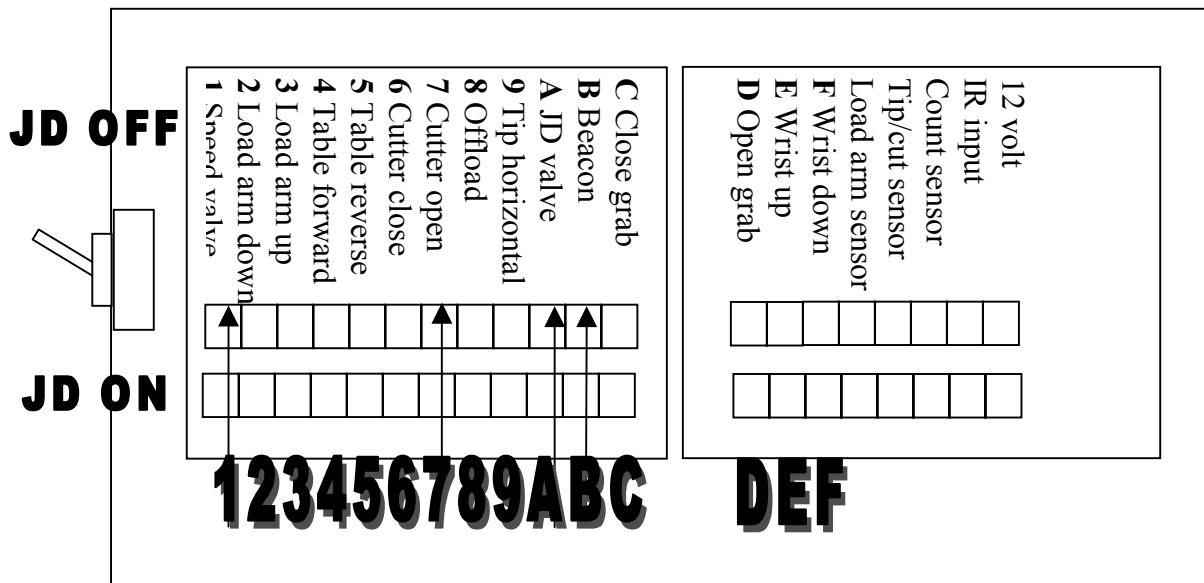 JD OFF
JD ON
1 Speed valve
2 Load arm down
3 Load arm up
4 Table forward
5 Table reverse
6 Cutter close
7 Cutter open
8 Offload
9 Tip horizontal
A JD valve
B Beacon
C Close grab
D Open grab
E Wrist up
F Wrist down
Load arm sensor
Tip/cut sensor
Count sensor
IR input
12 volt
123456789ABC
DEF